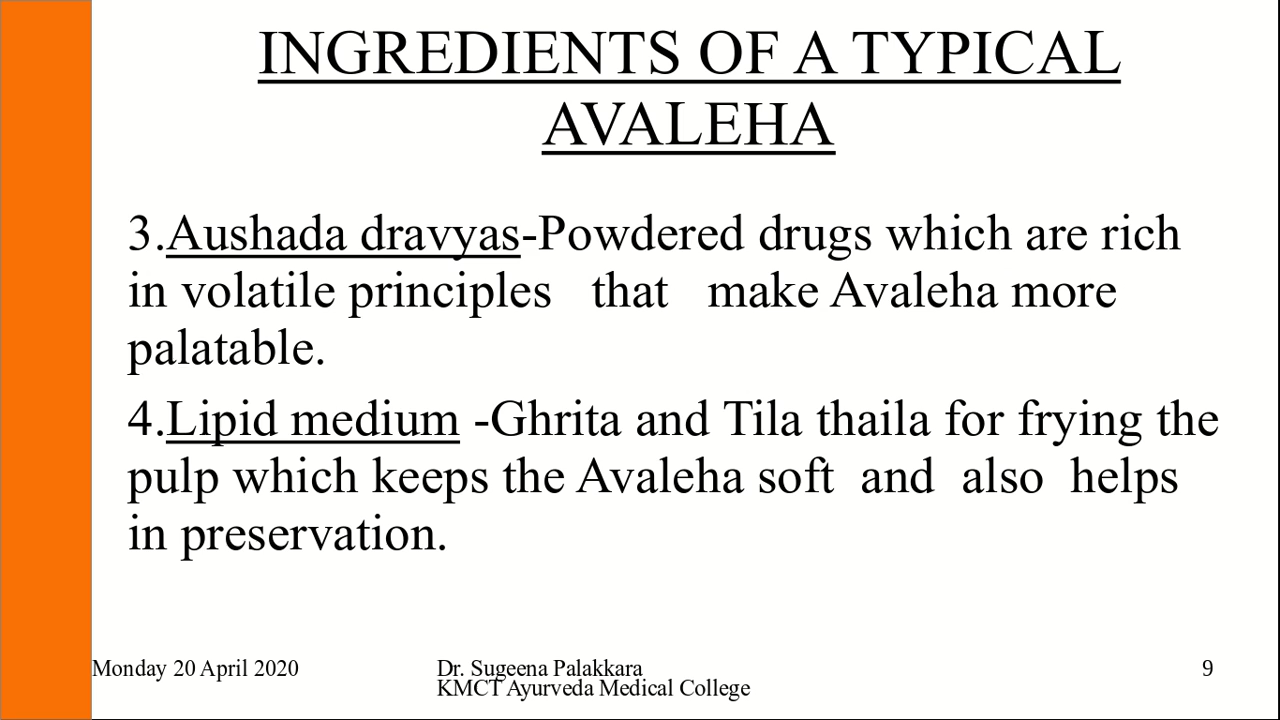 INGREDIENTS OF A TYPICAL
AVALEHA
3.Aushada dravyas-Powdered drugs which are rich
in volatile principles that make Avaleha more
palatable.
4.Lipid medium -Ghrita and Tila thaila for frying the
pulp which keeps the Avaleha soft and also helps
in preservation.
Monday 20 April 2020
Dr. Sugeena Palakkara
KMCT Ayurveda Medical College
9